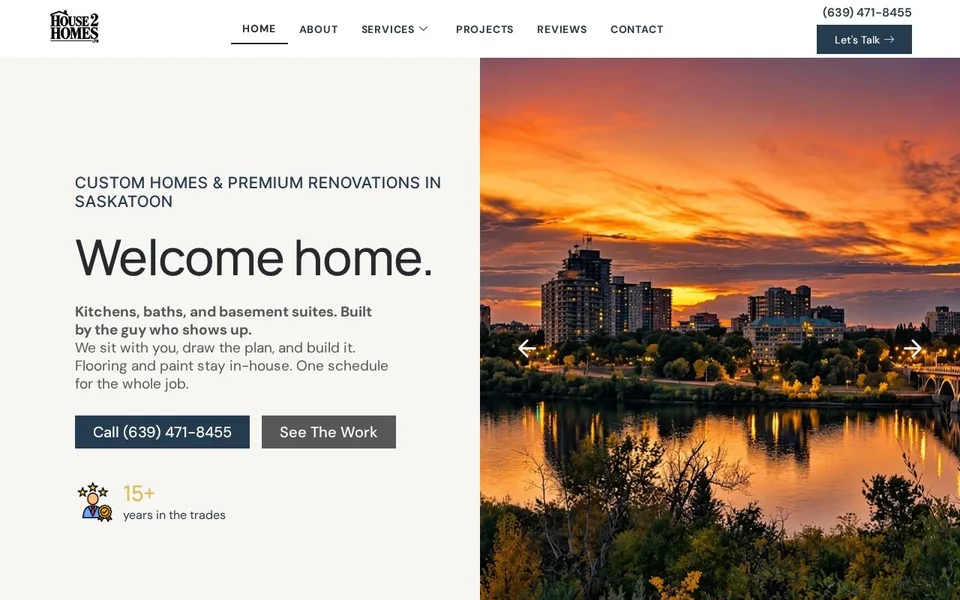 HOUSE 2
HOMES
HOME
ABOUT
SERVICES
PROJECTS
REVIEWS
CONTACT
(639) 471-8455
Let's Talk →
CUSTOM HOMES & PREMIUM RENOVATIONS IN
SASKATOON
Welcome home.
Kitchens, baths, and basement suites. Built
by the guy who shows up.
We sit with you, draw the plan, and build it.
Flooring and paint stay in-house. One schedule
for the whole job.
Call (639) 471-8455
See The Work
15+
years in the trades